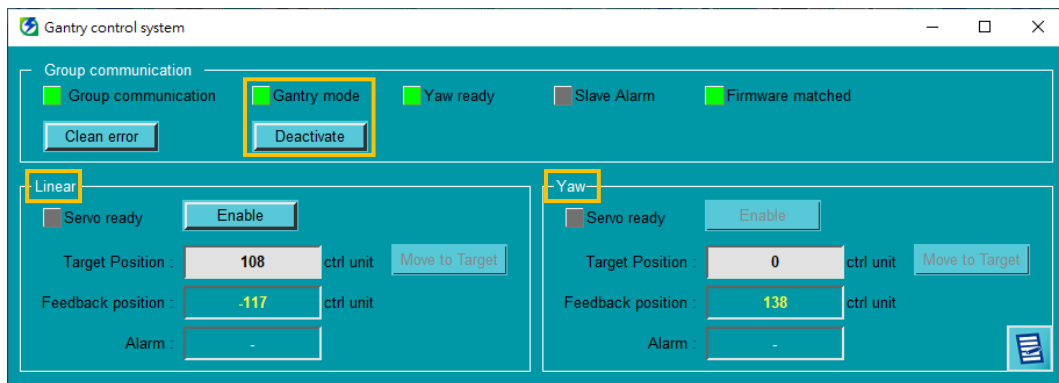 Gantry control system
Group communication
Group communication Gantry mode Yaw ready Slave Alarm Firmware matched
Clean error Deactivate
Linear
Servo ready Enable
Target Position : 108 ctrl unit Move to Target
Feedback position : -117 ctrl unit
Alarm : -
Yaw
Servo ready Enable
Target Position : 0 ctrl unit Move to Target
Feedback position : 138 ctrl unit
Alarm : -